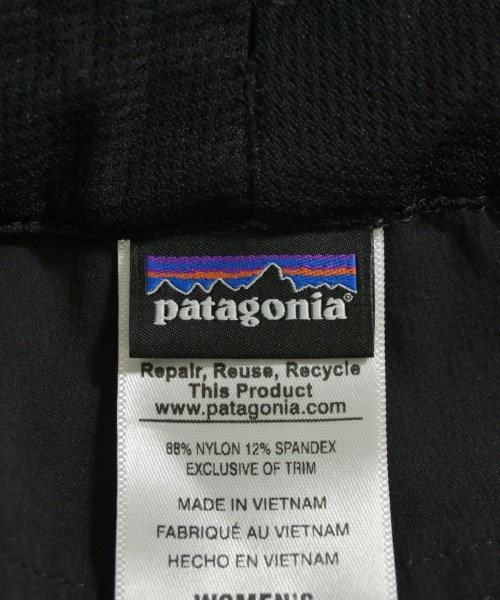 patagonia®
Repair, Reuse, Recycle
This Product
www.patagonia.com
88% NYLON 12% SPANDEX
EXCLUSIVE OF TRIM
MADE IN VIETNAM
FABRIQUÉ AU VIETNAM
HECHO EN VIETNAM
WOMEN'S